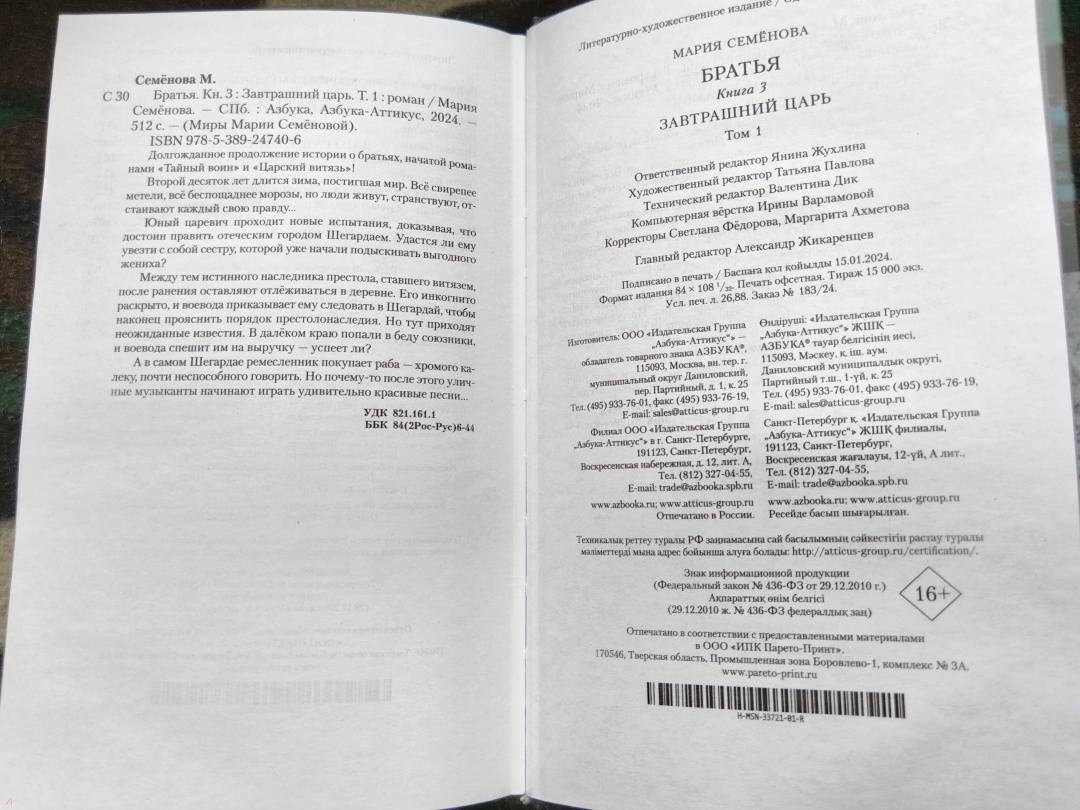 Семёнова М.
С 30 Братья. Кн. 3 : Завтрашний царь. Т. 1 : роман / Мария
Семёнова. — СПб. : Азбука, Азбука-Аттикус, 2024. —
512 с. — (Миры Марии Семёновой).
ISBN 978-5-389-24740-6
Долгожданное продолжение истории о братьях, начатой рома-
нами «Тайный воин» и «Царский витязь»!
Второй десяток лет длится зима, постигшая мир. Всё свирепее
метели, всё беспощаднее морозы, но люди живут, странствуют, от-
стаивают каждый свою правду...
Юный царевич проходит новые испытания, доказывая, что
достоин править отеческим городом Шегардаем. Удастся ли ему
увезти с собой сестру, которой уже начали подыскивать выгодного
жениха?
Между тем истинного наследника престола, ставшего витязем,
после ранения оставляют отлёживаться в деревне. Его инкогнито
раскрыто, и воевода приказывает ему следовать в Шегардай, чтобы
наконец прояснить порядок престолонаследия. Но тут приходят
неожиданные известия. В далёком краю попали в беду союзники,
и воевода спешит им на выручку — успеет ли?
А в самом Шегардае ремесленник покупает раба — хромого ка-
леку, почти неспособного говорить. Но почему-то после этого улич-
ные музыканты начинают играть удивительно красивые песни...
УДК 821.161.1
ББК 84(2Рос-Рус)6-44
Литературно-художественное издание /
МАРИЯ СЕМЁНОВА
БРАТЬЯ
Книга 3
ЗАВТРАШНИЙ ЦАРЬ
Том 1
Ответственный редактор Янина Жухлина
Художественный редактор Татьяна Павлова
Технический редактор Валентина Дик
Компьютерная вёрстка Ирины Варламовой
Корректоры Светлана Фёдорова, Маргарита Ахметова
Главный редактор Александр Жикаренцев
Подписано в печать / Баспаға қол қойылды 15.01.2024.
Формат издания 84 × 108 1/32. Печать офсетная. Тираж 15 000 экз.
Усл. печ. л. 26,88. Заказ № 183/24.
Изготовитель: ООО «Издательская Группа
„Азбука-Аттикус“» —
обладатель товарного знака АЗБУКА®,
115093, Москва, вн. тер. г.
муниципальный округ Даниловский,
пер. Партийный, д. 1, к. 25
Тел. (495) 933-76-01, факс (495) 933-76-19,
E-mail: sales@atticus-group.ru
Филиал ООО «Издательская Группа
„Азбука-Аттикус“» в г. Санкт-Петербурге,
191123, Санкт-Петербург,
Воскресенская набережная, д. 12, лит. А,
Тел. (812) 327-04-55,
E-mail: trade@azbooka.spb.ru
www.azbooka.ru; www.atticus-group.ru
Отпечатано в России.
Өндіруші: «Издательская Группа
„Азбука-Аттикус“» ЖШҚ —
АЗБУКА® тауар белгісінің иесі,
115093, Мәскеу, қ. іш. аум.
Даниловский муниципалдық округі,
Партийный т.ш., 1-үй, к. 25
Тел. (495) 933-76-01, факс (495) 933-76-19,
E-mail: sales@atticus-group.ru
Санкт-Петербург қ. «Издательская Группа
„Азбука-Аттикус“» ЖШҚ филиалы,
191123, Санкт-Петербург,
Воскресенская жағалауы, 12-үй, А лит.,
Тел. (812) 327-04-55,
E-mail: trade@azbooka.spb.ru
www.azbooka.ru; www.atticus-group.ru
Ресейде басып шығарылған.
Техникалық реттеу туралы РФ заңнамасына сай басылымның сәйкестігін растау туралы
мәліметтерді мына адрес бойынша алуға болады: http://atticus-group.ru/certification/.
Знак информационной продукции
(Федеральный закон № 436-ФЗ от 29.12.2010 г.)
Ақпараттық өнім белгісі
(29.12.2010 ж. № 436-ФЗ федералдық заң)
16+
Отпечатано в соответствии с предоставленными материалами
в ООО «ИПК Парето-Принт».
170546, Тверская область, Промышленная зона Боровлево-1, комплекс № 3А.
www.pareto-print.ru
H-MSN-33721-01-R